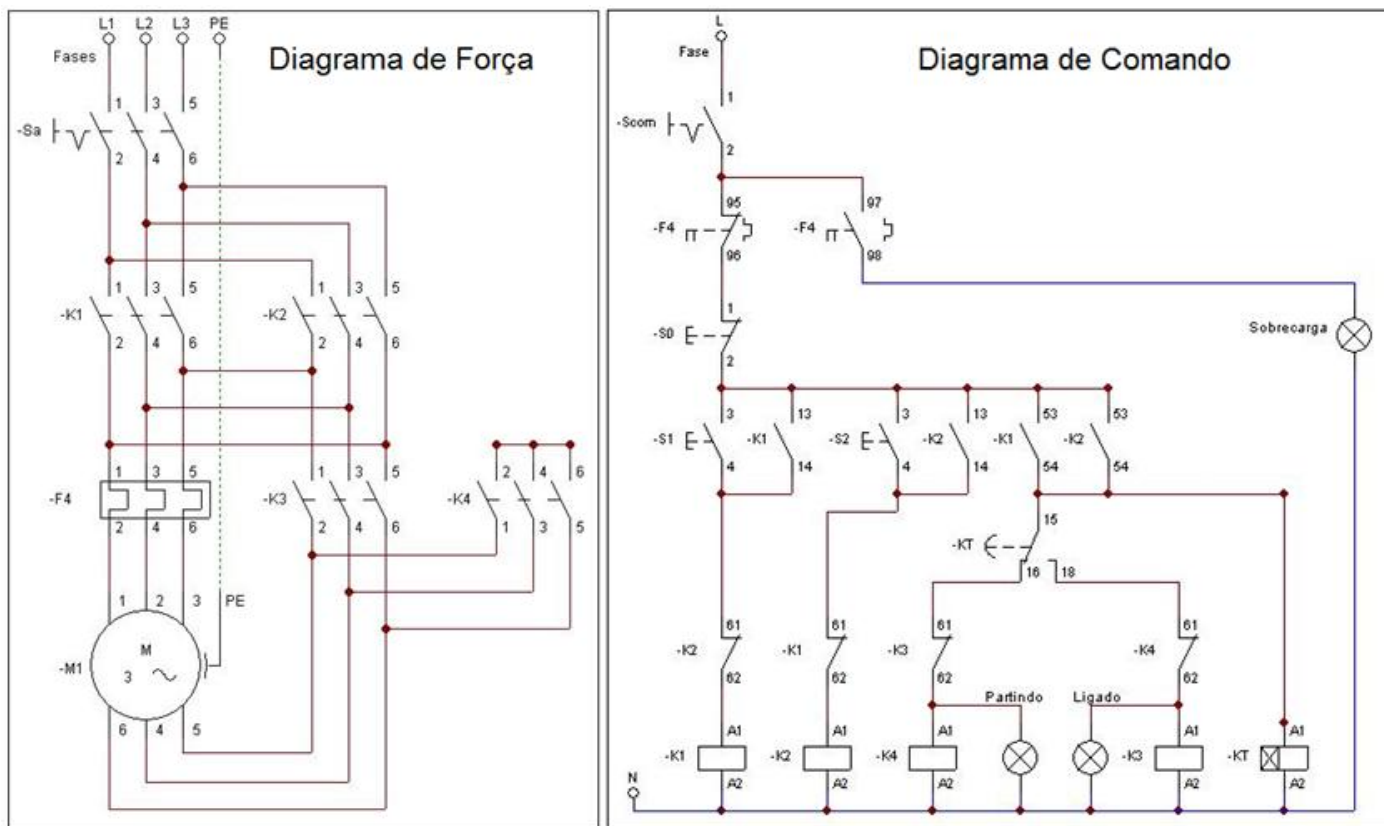 L1 L2 L3 PE
Diagrama de Força
Fases
1 3 5
-Sa
2 4 6
1 3 5 1 3 5
-K1 -K2
2 4 6 2 4 6
1 3 5 1 3 5 2 4 6
-F4 -K3 -K4
2 4 6 2 4 6 1 3 5
1 2 3 PE
M
-M1
3
6 4 5
L
Diagrama de Comando
Fase
1
-Scom
2
95 97
-F4 -F4
96 98
1
-S0 Sobrecarga
2
3 13 3 13 53 53
-S1 -K1 -S2 -K2 -K1 -K2
4 14 4 14 54 54
15
-KT
16 18
61 61 61 61
-K2 -K1 -K3 -K4
62 62 62 62
Partindo Ligado
A1 A1 A1 A1 A1
-K1 -K2 -K4 -K3 -KT
N A2 A2 A2 A2 A2